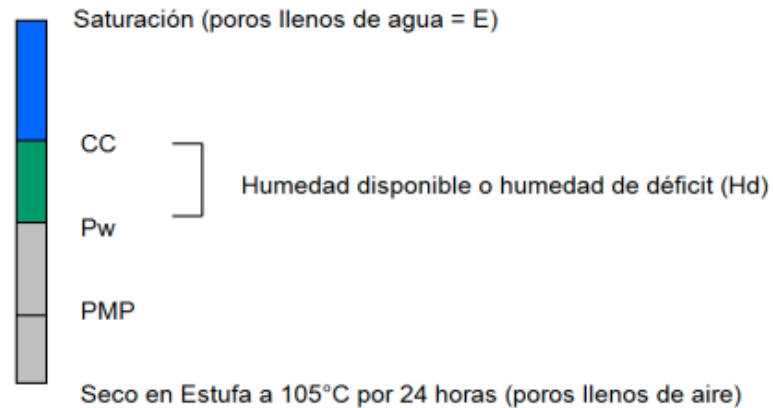 Saturación (poros llenos de agua = E)
CC
Humedad disponible o humedad de déficit (Hd)
Pw
PMP
Seco en Estufa a 105°C por 24 horas (poros llenos de aire)